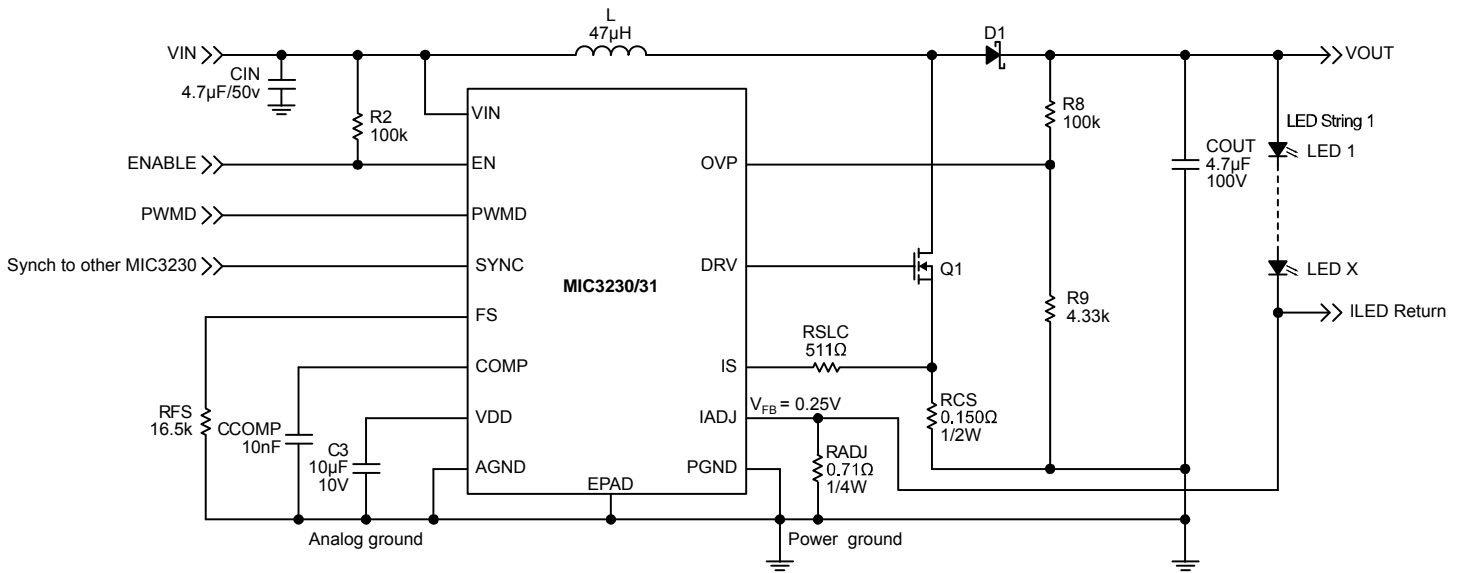 L
47µH
D1
VIN
VOUT
CIN
4.7µF/50v
R2
100k
VIN
R8
100k
LED String 1
LED 1
ENABLE
EN
OVP
COUT
4.7µF
100V
PWMD
PWMD
Synch to other MIC3230
SYNC
DRV
Q1
LED X
MIC3230/31
R9
4.33k
ILED Return
FS
RSLC
511Ω
COMP
IS
RFS
16.5k
CCOMP
10nF
VDD
IADJ
VFB = 0.25V
RCS
0.150Ω
1/2W
C3
10µF
10V
AGND
PGND
RADJ
0.71Ω
1/4W
EPAD
Analog ground
Power ground